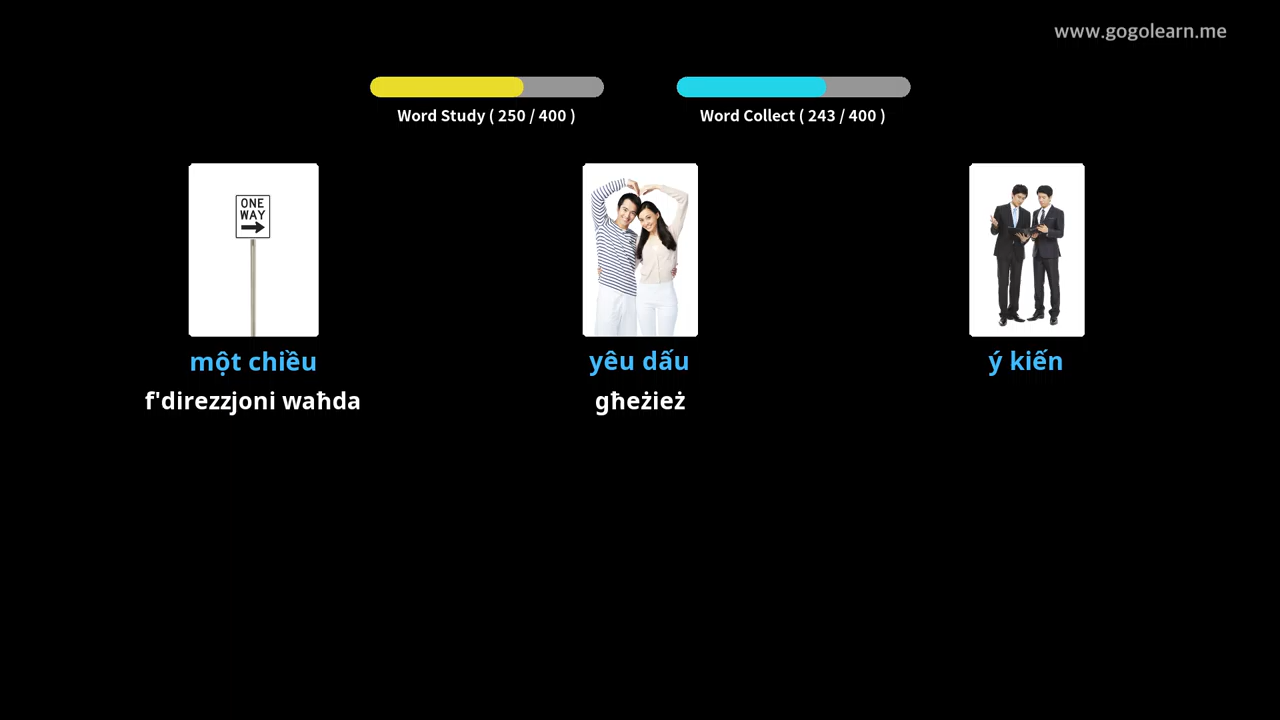 www.gogolearn.me
Word Study ( 250 / 400 )
Word Collect ( 243 / 400 )
ONE
WAY
một chiều
yêu dấu
ý kiến
f'direzzjoni waħda
għeżież